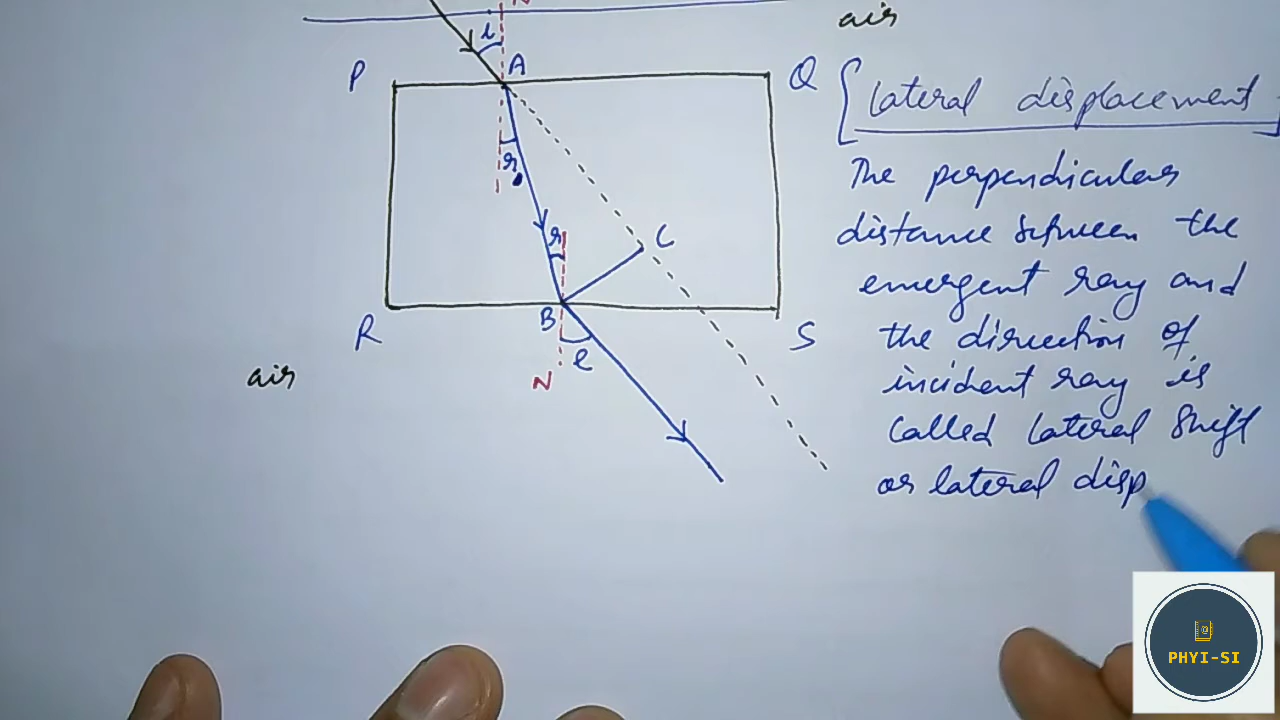 air
i
A
P
Q
[Lateral displacement]
r
The perpendicular
distance between the
r
C
emergent ray and
B
R
S
the direction of
e
air
N
incident ray is
called lateral shift
or lateral disp
PHYI-SI